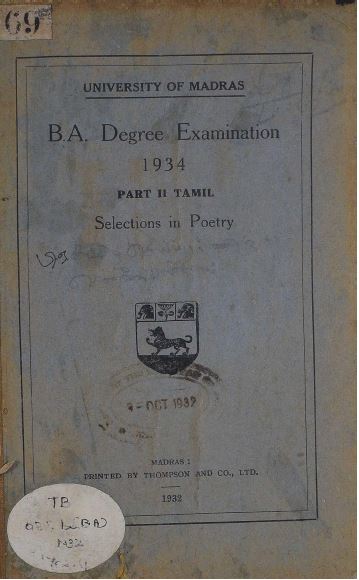 69
UNIVERSITY OF MADRAS
B.A. Degree Examination
1934
PART II TAMIL
Selections in Poetry
- OCT 1932
MADRAS :
PRINTED BY THOMPSON AND CO., LTD.
1932
TB
N32